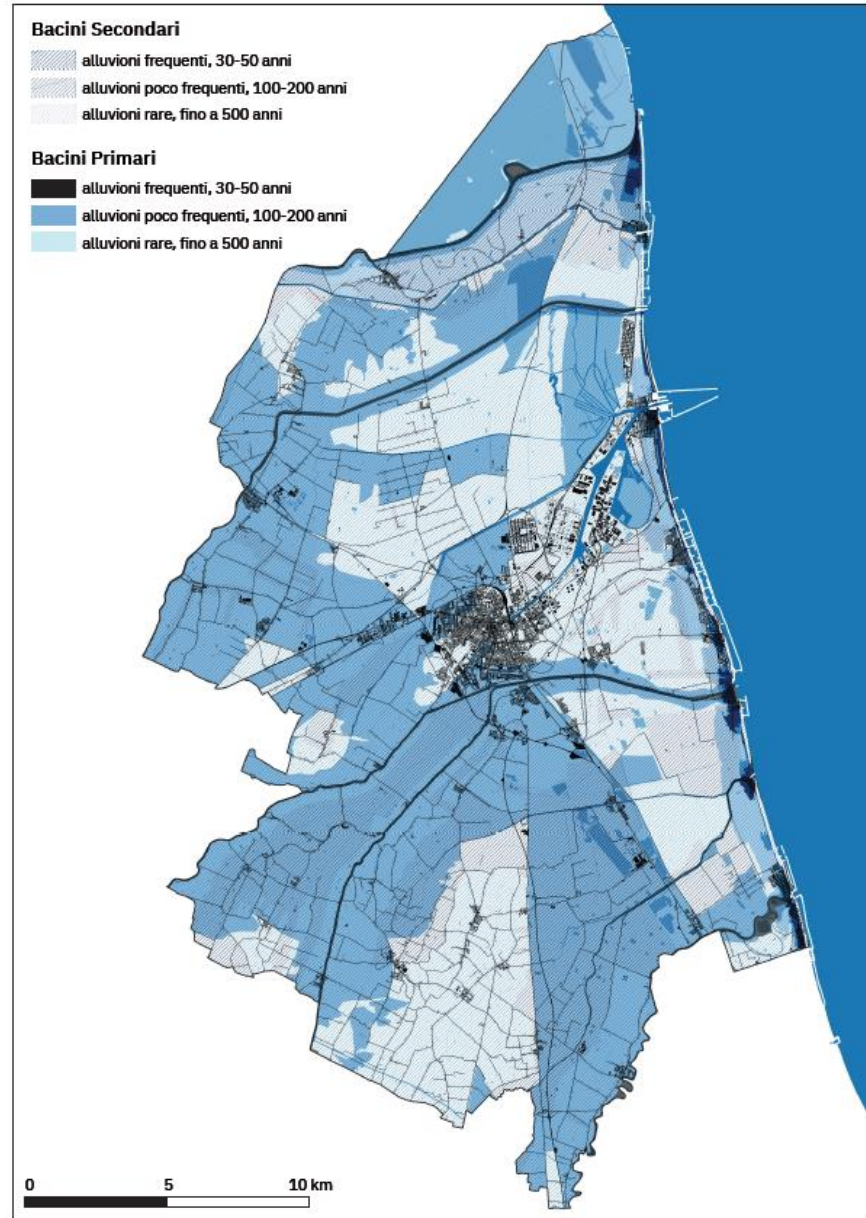 Bacini Secondari
alluvioni frequenti, 30-50 anni
alluvioni poco frequenti, 100-200 anni
alluvioni rare, fino a 500 anni
Bacini Primari
alluvioni frequenti, 30-50 anni
alluvioni poco frequenti, 100-200 anni
alluvioni rare, fino a 500 anni
0 5 10 km